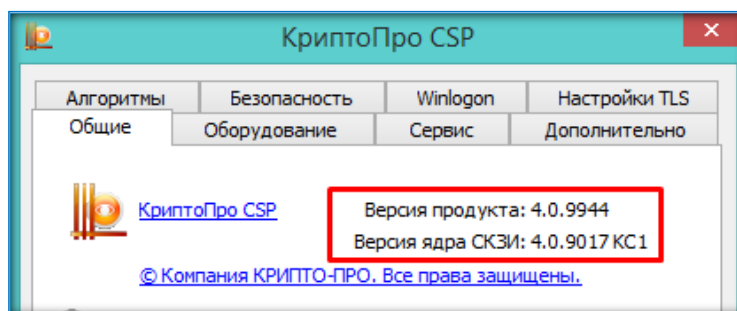 КриптоПро CSP
Алгоритмы Безопасность Winlogon Настройки TLS
Общие Оборудование Сервис Дополнительно
КриптоПро CSP Версия продукта: 4.0.9944
Версия ядра СКЗИ: 4.0.9017 КС1
© Компания КРИПТО-ПРО. Все права защищены.